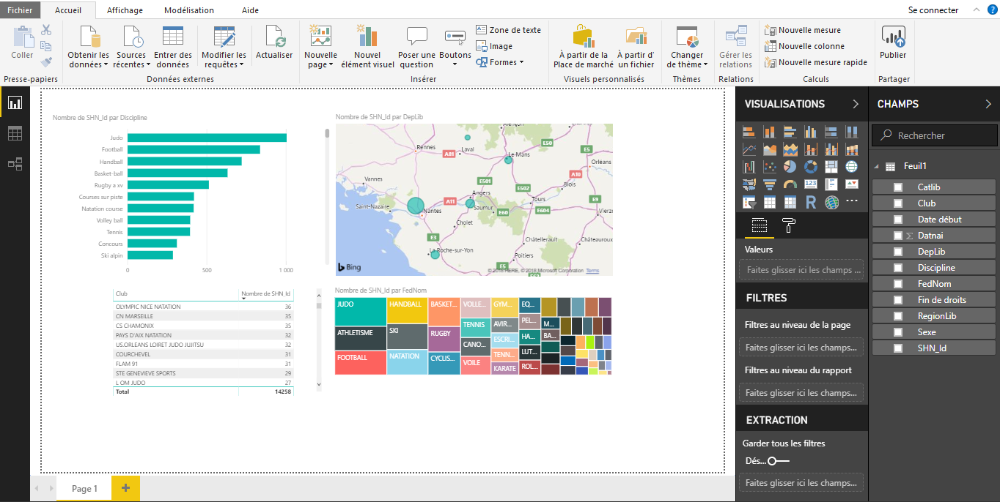 Fichier Accueil Affichage Modélisation Aide Se connecter ?
Coller
Presse-papiers
Obtenir les données
Sources récentes
Entrer des données
Modifier les requêtes
Actualiser
Données externes
Nouvelle page
Nouvel élément visuel
Poser une question
Boutons
Zone de texte
Image
Formes
Insérer
À partir de la Place de marché
À partir d' un fichier
Visuels personnalisés
Changer de thème
Thèmes
Gérer les relations
Relations
Nouvelle mesure
Nouvelle colonne
Nouvelle mesure rapide
Calculs
Publier
Partager
Nombre de SHN_Id par Discipline
Judo
Football
Handball
Basket-ball
Rugby a xv
Courses sur piste
Natation course
Volley ball
Tennis
Concours
Ski alpin
0 500 1 000
Nombre de SHN_Id par DepLib
Alençon
E50
Rennes
A81
Laval
Le Mans
E5
Orléans
A10
Vannes
E501
E502
Blois
Angers
A11
Tours
E9
Saint-Nazaire
Nantes
Saumur
E60
E604
Vierz
Cholet
E3
Châtellerault
Châteauroux
La Roche-sur-Yon
Poitiers
E5
Bing
© 2018 HERE, © 2018 Microsoft Corporation Terms
Club Nombre de SHN_Id
OLYMPIC NICE NATATION 36
CN MARSEILLE 35
CS CHAMONIX 35
PAYS D'AIX NATATION 32
US.ORLEANS LOIRET JUDO JUJITSU 32
COURCHEVEL 31
FLAM 91 31
STE GENEVIEVE SPORTS 29
L OM JUDO 27
Total 14258
Nombre de SHN_Id par FedNom
JUDO
ATHLETISME
FOOTBALL
HANDBALL
SKI
NATATION
BASKET...
RUGBY
CYCLIS...
VOLLE...
TENNIS
CANO...
VOILE
GYM...
AVIR...
ESCRI...
TENN...
KARATE
EQ...
PEL...
HA...
LUT...
ROL...
M...
BA...
Page 1
+
VISUALISATIONS
123
R
Valeurs
Faites glisser ici les champs ...
FILTRES
Filtres au niveau de la page
Faites glisser ici les champs...
Filtres au niveau du rapport
Faites glisser ici les champs...
EXTRACTION
Garder tous les filtres
Dés...
Faites glisser ici les champs...
CHAMPS
Rechercher
Feuil1
Catlib
Club
Date début
Σ Datnai
DepLib
Discipline
FedNom
Fin de droits
RegionLib
Sexe
SHN_Id